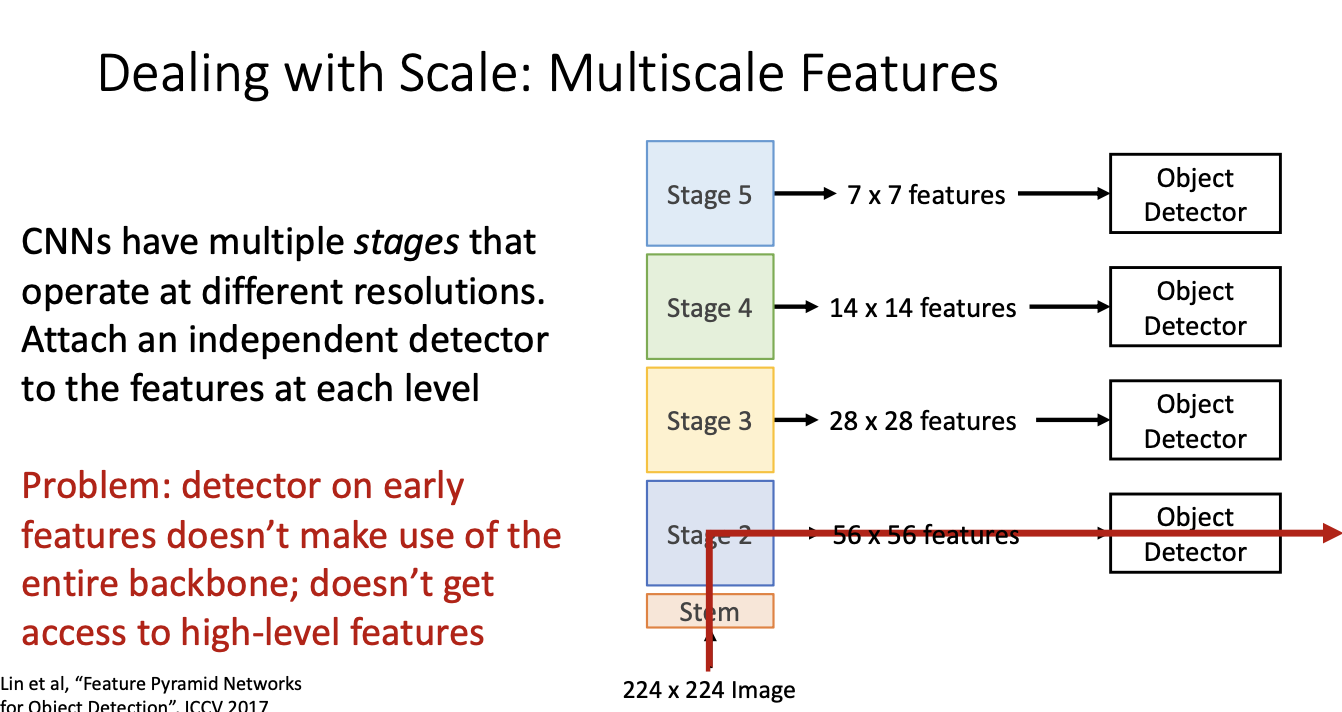 Dealing with Scale: Multiscale Features
CNNs have multiple stages that
operate at different resolutions.
Attach an independent detector
to the features at each level
Problem: detector on early
features doesn’t make use of the
entire backbone; doesn’t get
access to high-level features
Lin et al, “Feature Pyramid Networks
for Object Detection”, ICCV 2017
Stage 5
7 x 7 features
Object
Detector
Stage 4
14 x 14 features
Object
Detector
Stage 3
28 x 28 features
Object
Detector
Stage 2
56 x 56 features
Object
Detector
Stem
224 x 224 Image